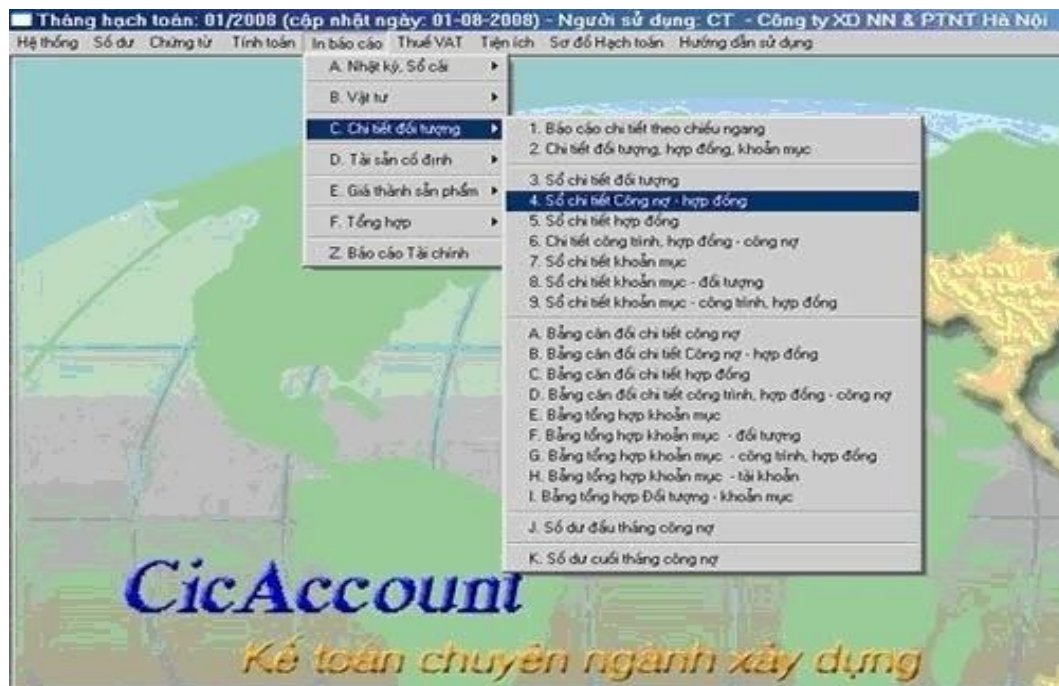 Tháng hạch toán: 01/2008 (cập nhật ngày: 01-08-2008) - Người sử dụng: CT - Công ty XD NN & PTNT Hà Nội
Hệ thống Số dư Chứng từ Tính toán In báo cáo Thuế VAT Tiện ích Sơ đồ Hạch toán Hướng dẫn sử dụng
A. Nhật ký, Sổ cái
B. Vật tư
C. Chi tiết đối tượng
D. Tài sản cố định
E. Giá thành sản phẩm
F. Tổng hợp
Z. Báo cáo Tài chính
1. Báo cáo chi tiết theo chiều ngang
2. Chi tiết đối tượng, hợp đồng, khoản mục
3. Sổ chi tiết đối tượng
4. Sổ chi tiết Công nợ - hợp đồng
5. Sổ chi tiết hợp đồng
6. Chi tiết công trình, hợp đồng - công nợ
7. Sổ chi tiết khoản mục
8. Sổ chi tiết khoản mục - đối tượng
9. Sổ chi tiết khoản mục - công trình, hợp đồng
A. Bảng cân đối chi tiết công nợ
B. Bảng cân đối chi tiết Công nợ - hợp đồng
C. Bảng cân đối chi tiết hợp đồng
D. Bảng cân đối chi tiết công trình, hợp đồng - công nợ
E. Bảng tổng hợp khoản mục
F. Bảng tổng hợp khoản mục - đối tượng
G. Bảng tổng hợp khoản mục - công trình, hợp đồng
H. Bảng tổng hợp khoản mục - tài khoản
I. Bảng tổng hợp Đối tượng - khoản mục
J. Số dư đầu tháng công nợ
K. Số dư cuối tháng công nợ
CicAccount
Kế toán chuyên ngành xây dựng